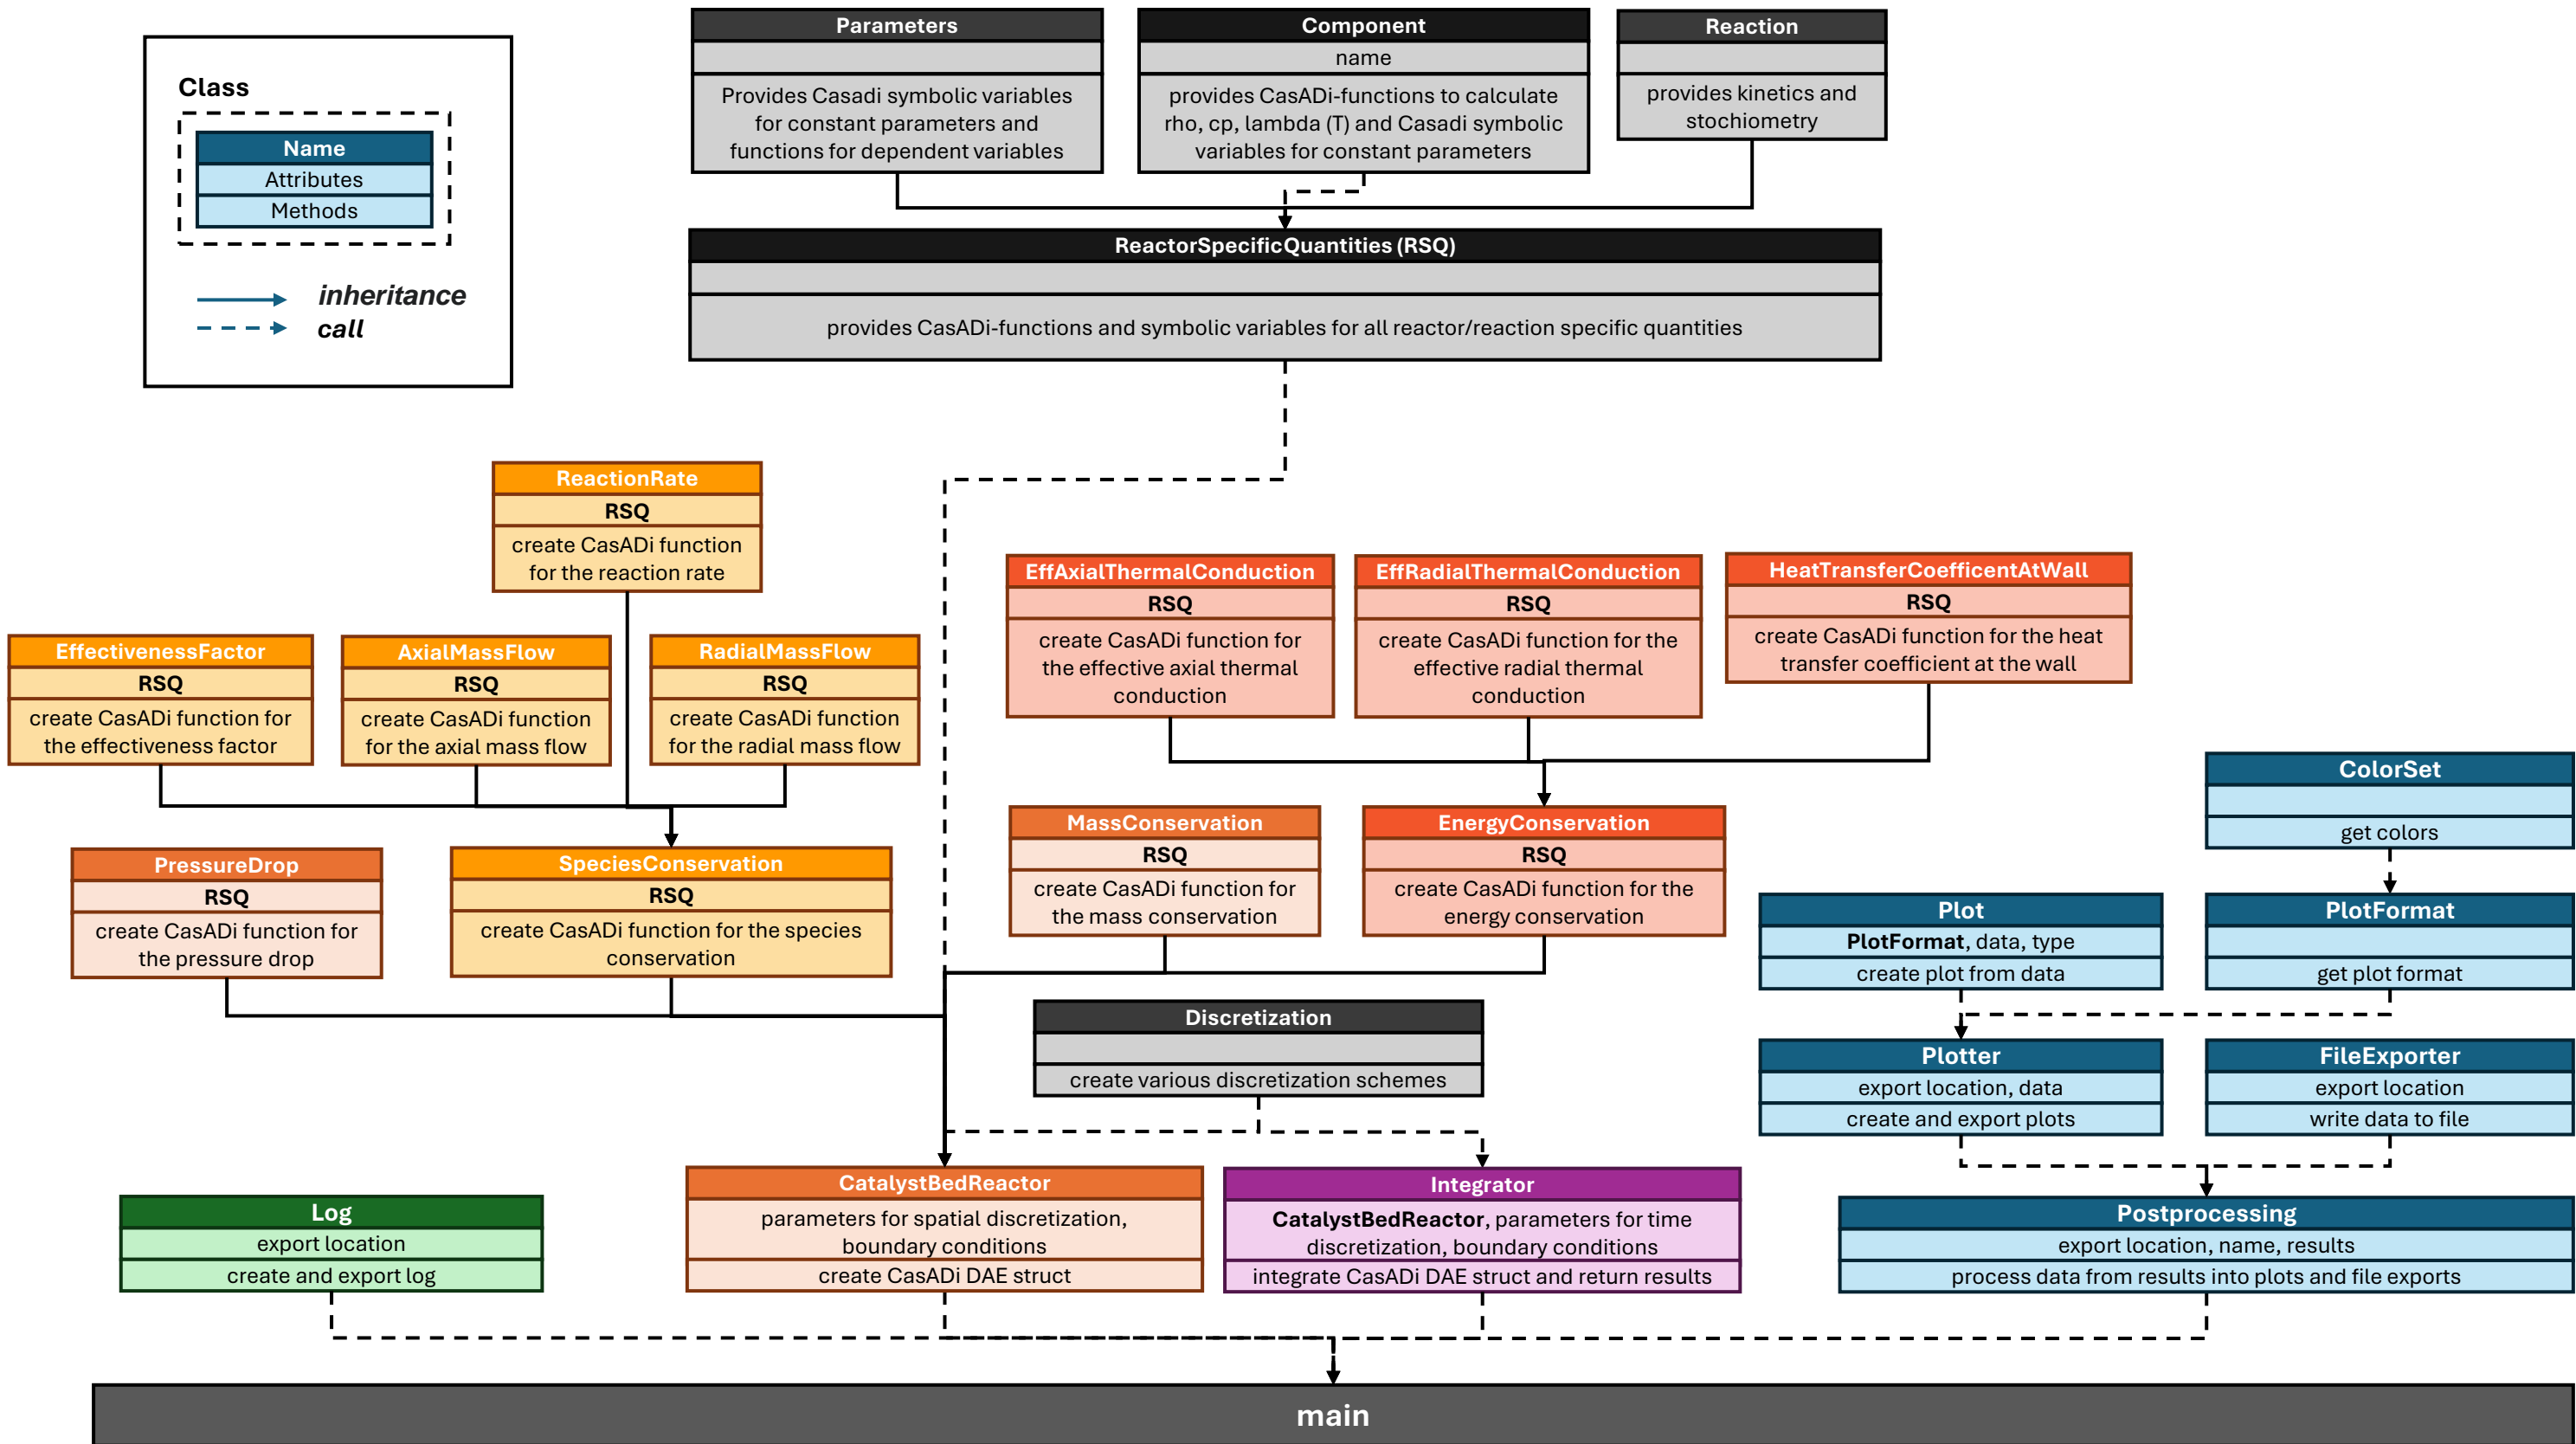 Class
Name
Attributes
Methods
inheritance
call
Parameters
Provides Casadi symbolic variables
for constant parameters and
functions for dependent variables
Component
name
provides CasADi-functions to calculate
rho, cp, lambda (T) and Casadi symbolic
variables for constant parameters
Reaction
provides kinetics and
stochiometry
ReactorSpecificQuantities (RSQ)
provides CasADi-functions and symbolic variables for all reactor/reaction specific quantities
ReactionRate
RSQ
create CasADi function
for the reaction rate
EffectivenessFactor
RSQ
create CasADi function for
the effectiveness factor
AxialMassFlow
RSQ
create CasADi function
for the axial mass flow
RadialMassFlow
RSQ
create CasADi function
for the radial mass flow
EffAxialThermalConduction
RSQ
create CasADi function for
the effective axial thermal
conduction
EffRadialThermalConduction
RSQ
create CasADi function for the
effective radial thermal
conduction
HeatTransferCoefficentAtWall
RSQ
create CasADi function for the heat
transfer coefficient at the wall
PressureDrop
RSQ
create CasADi function for
the pressure drop
SpeciesConservation
RSQ
create CasADi function for the species
conservation
MassConservation
RSQ
create CasADi function for
the mass conservation
EnergyConservation
RSQ
create CasADi function for the
energy conservation
ColorSet
get colors
Plot
PlotFormat, data, type
create plot from data
PlotFormat
get plot format
Discretization
create various discretization schemes
Plotter
export location, data
create and export plots
FileExporter
export location
write data to file
Log
export location
create and export log
CatalystBedReactor
parameters for spatial discretization,
boundary conditions
create CasADi DAE struct
Integrator
CatalystBedReactor, parameters for time
discretization, boundary conditions
integrate CasADi DAE struct and return results
Postprocessing
export location, name, results
process data from results into plots and file exports
main